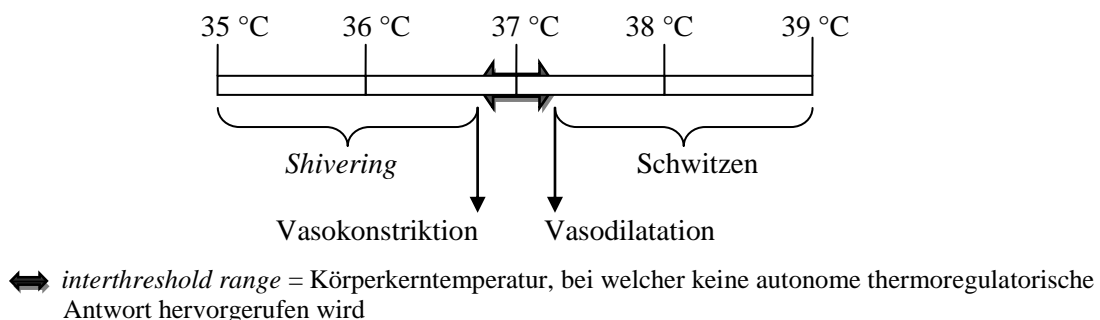 35 °C 36 °C 37 °C 38 °C 39 °C
Shivering Schwitzen
Vasokonstriktion Vasodilatation
interthreshold range = Körperkerntemperatur, bei welcher keine autonome thermoregulatorische
Antwort hervorgerufen wird